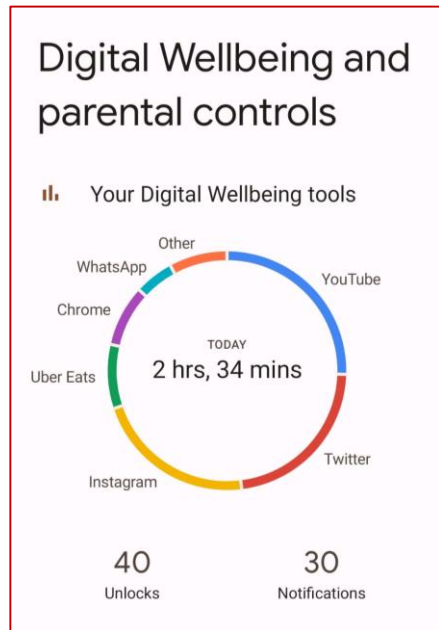 Digital Wellbeing and
parental controls
Your Digital Wellbeing tools
Other
WhatsApp
YouTube
Chrome
TODAY
2 hrs, 34 mins
Uber Eats
Twitter
Instagram
40
Unlocks
30
Notifications